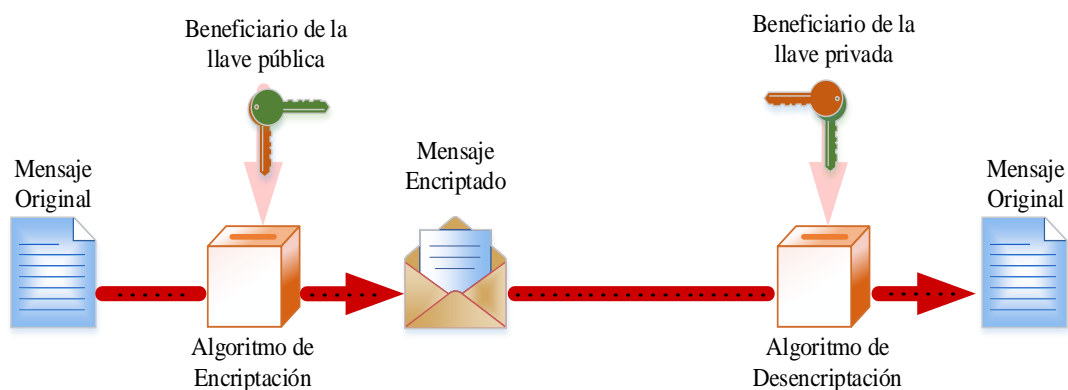 Beneficiario de la
llave pública
Beneficiario de la
llave privada
Mensaje
Original
Mensaje
Encriptado
Mensaje
Original
Algoritmo de
Encriptación
Algoritmo de
Desencriptación